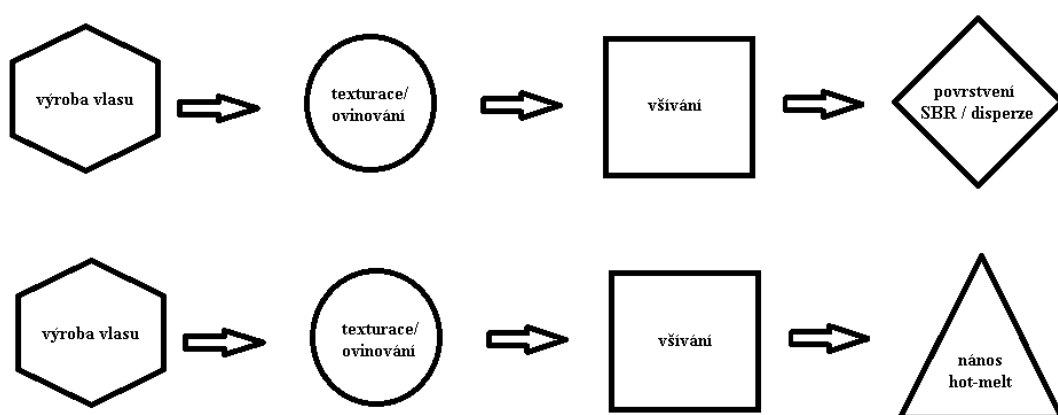 výroba vlasu
texturace/
ovinování
všívání
povrstvení
SBR / disperze
výroba vlasu
texturace/
ovinování
všívání
nános
hot-melt